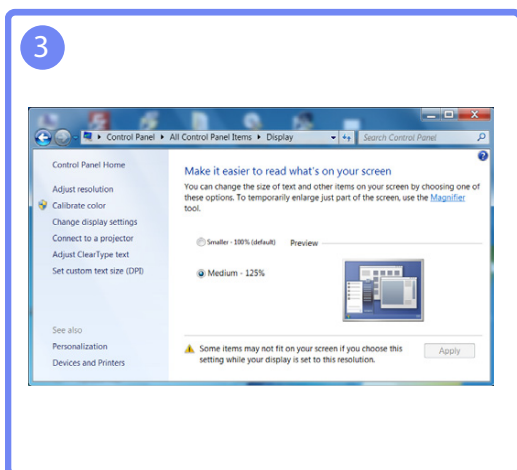 3
Control Panel ▸ All Control Panel Items ▸ Display
Search Control Panel
Control Panel Home
Adjust resolution
Calibrate color
Change display settings
Connect to a projector
Adjust ClearType text
Set custom text size (DPI)
See also
Personalization
Devices and Printers
Make it easier to read what's on your screen
You can change the size of text and other items on your screen by choosing one of
these options. To temporarily enlarge just part of the screen, use the Magnifier
tool.
Smaller - 100% (default)
Preview
Medium - 125%
Some items may not fit on your screen if you choose this
setting while your display is set to this resolution.
Apply